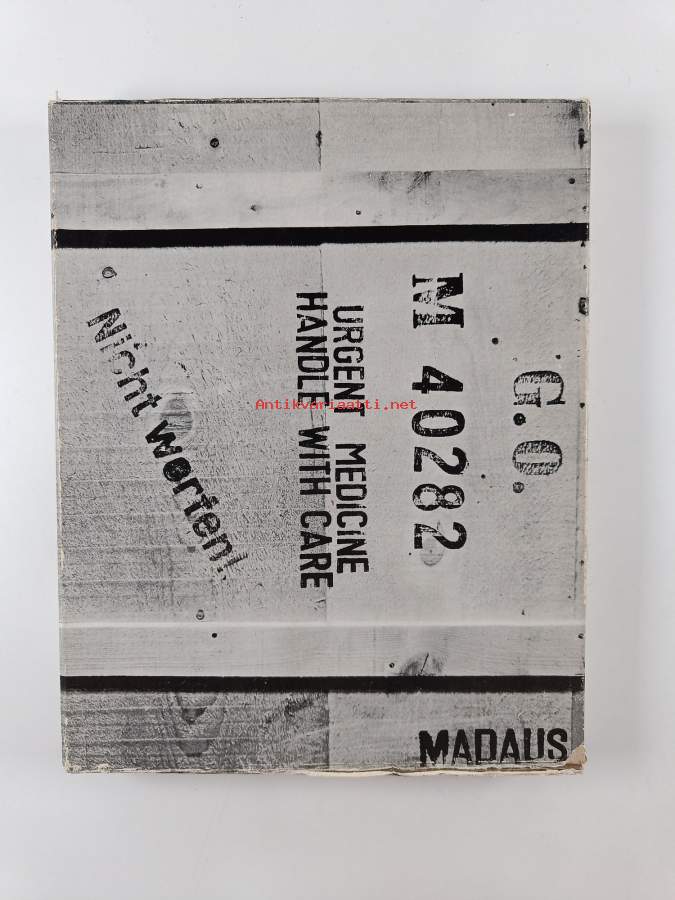 G.O.
M 40282
URGENT MEDICINE
HANDLE WITH CARE
Nicht werfen!
Antikvariaatti.net
MADAUS